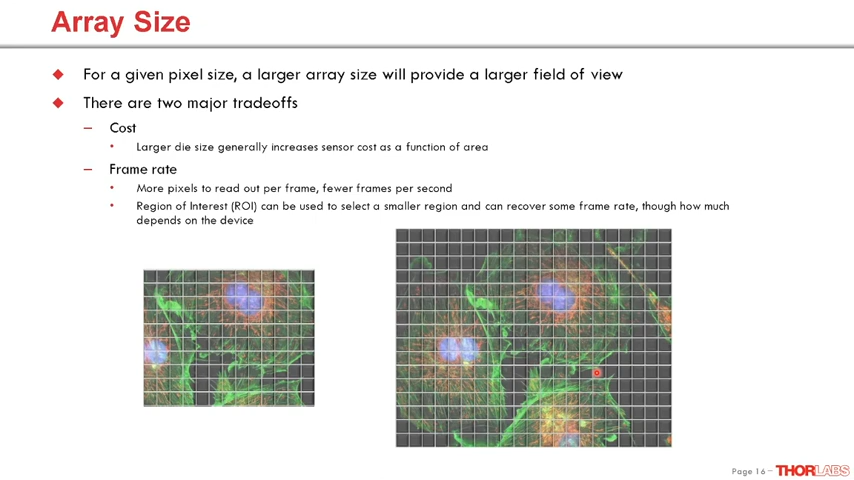 Array Size
For a given pixel size, a larger array size will provide a larger field of view
There are two major tradeoffs
– Cost
• Larger die size generally increases sensor cost as a function of area
– Frame rate
• More pixels to read out per frame, fewer frames per second
• Region of Interest (ROI) can be used to select a smaller region and can recover some frame rate, though how much
depends on the device
Page 16 – THORLABS